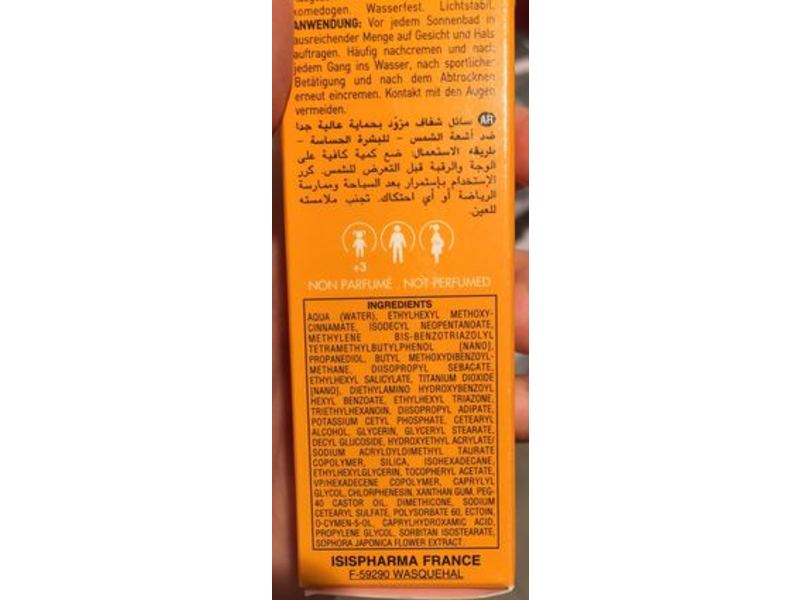 komedogen. Wasserfest. Lichtstabil.
ANWENDUNG: Vor jedem Sonnenbad in
ausreichender Menge auf Gesicht und Hals
auftragen. Häufig nachcremen und nach
jedem Gang ins Wasser, nach sportlicher
Betätigung und nach dem Abtrocknen
erneut eincremen. Kontakt mit den Augen
vermeiden.
AR سائل شفاف مزوّد بحماية عالية جدا
ضد أشعة الشمس - للبشرة الحساسة -
طريقة الاستعمال: ضع كمية كافية على
الوجة والرقبة قبل التعرض للشمس. كرر
الإستخدام بإستمرار بعد السباحة وممارسة
الرياضة أو أي احتكاك. تجنب ملامسته
للعين.
+3
NON PARFUMÉ . NOT PERFUMED
INGREDIENTS
AQUA (WATER), ETHYLHEXYL METHOXY-
CINNAMATE, ISODECYL NEOPENTANOATE,
METHYLENE BIS-BENZOTRIAZOLYL
TETRAMETHYLBUTYLPHENOL [NANO],
PROPANEDIOL, BUTYL METHOXYDIBENZOYL-
METHANE, DIISOPROPYL SEBACATE,
ETHYLHEXYL SALICYLATE, TITANIUM DIOXIDE
[NANO], DIETHYLAMINO HYDROXYBENZOYL
HEXYL BENZOATE, ETHYLHEXYL TRIAZONE,
TRIETHYLHEXANOIN, DIISOPROPYL ADIPATE,
POTASSIUM CETYL PHOSPHATE, CETEARYL
ALCOHOL, GLYCERIN, GLYCERYL STEARATE,
DECYL GLUCOSIDE, HYDROXYETHYL ACRYLATE/
SODIUM ACRYLOYLDIMETHYL TAURATE
COPOLYMER, SILICA, ISOHEXADECANE,
ETHYLHEXYLGLYCERIN, TOCOPHERYL ACETATE,
VP/HEXADECENE COPOLYMER, CAPRYLYL
GLYCOL, CHLORPHENESIN, XANTHAN GUM, PEG-
40 CASTOR OIL, DIMETHICONE, SODIUM
CETEARYL SULFATE, POLYSORBATE 60, ECTOIN,
O-CYMEN-5-OL, CAPRYLHYDROXAMIC ACID,
PROPYLENE GLYCOL, SORBITAN ISOSTEARATE,
SOPHORA JAPONICA FLOWER EXTRACT.
ISISPHARMA FRANCE
F-59290 WASQUEHAL